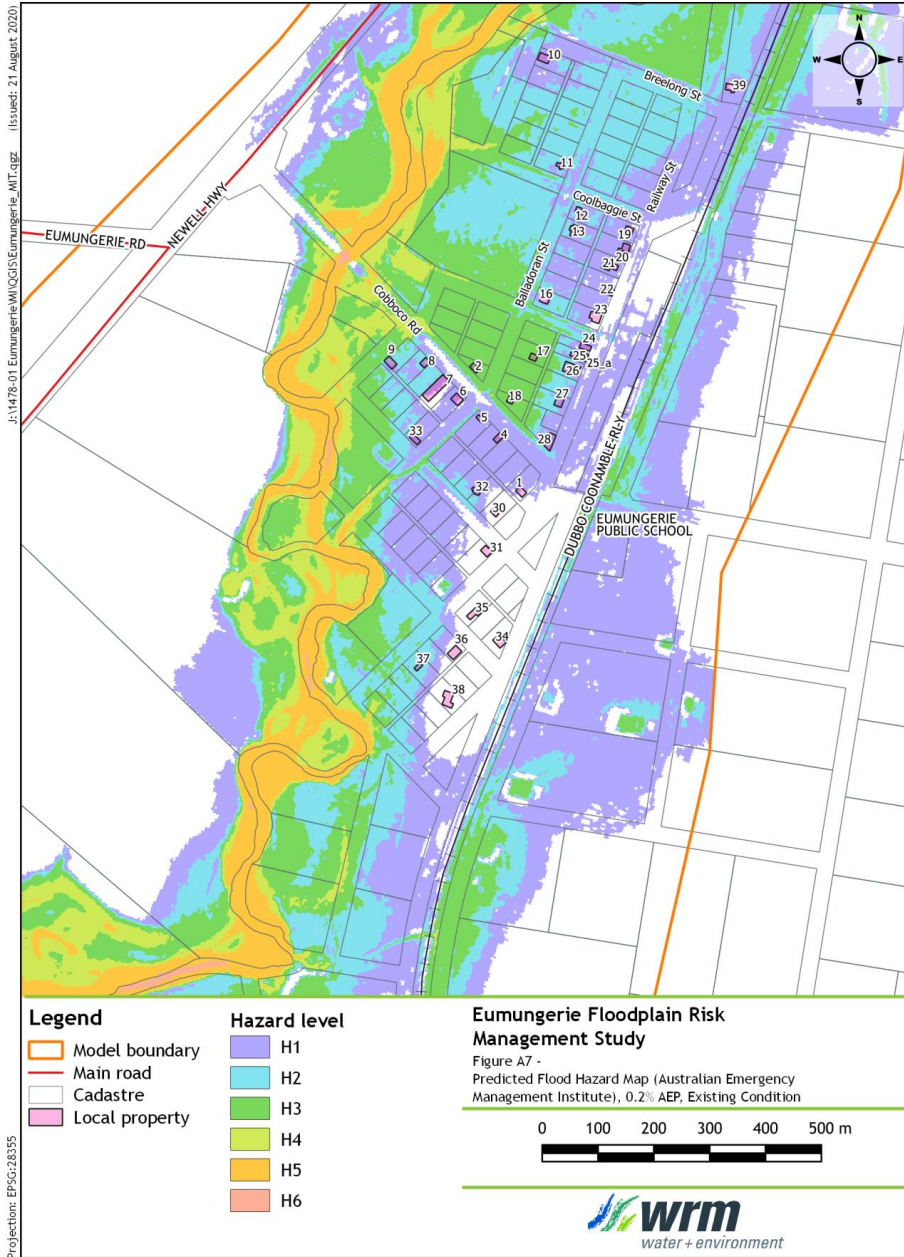 J:\1478-01 Eumungerie\WI\QGIS\Eumungerie_MIT.qgz (Issued: 21 August 2020)
Projection: EPSG:28355
N
W
E
S
10
39
Breelong St
11
Railway St
Coolbaggie St
12
13
19
20
21
Balladoran St
22
16
23
EUMUNGERIE-RD
NEWELL-HWY
Cobboco Rd
24
17
25
25_a
26
9
8
2
7
6
18
27
5
33
4
28
32
1
30
DUBBO-COONAMBLE-RL-Y
EUMUNGERIE
PUBLIC SCHOOL
31
35
34
36
37
38
Legend
Model boundary
Main road
Cadastre
Local property
Hazard level
H1
H2
H3
H4
H5
H6
Eumungerie Floodplain Risk
Management Study
Figure A7 -
Predicted Flood Hazard Map (Australian Emergency
Management Institute), 0.2% AEP, Existing Condition
0 100 200 300 400 500 m
wrm
water + environment